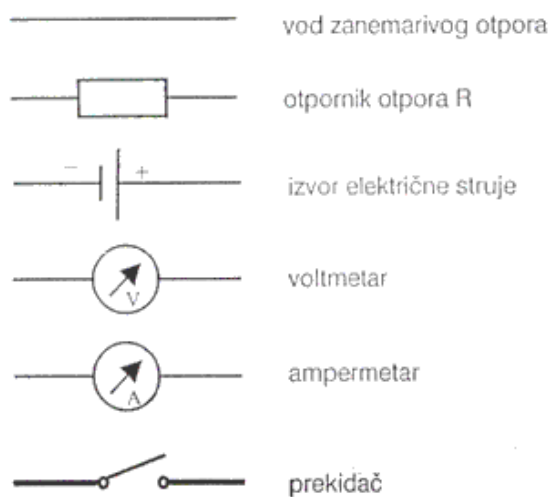 vod zanemarivog otpora
otpornik otpora R
− +
izvor električne struje
V
voltmetar
A
ampermetar
prekidač